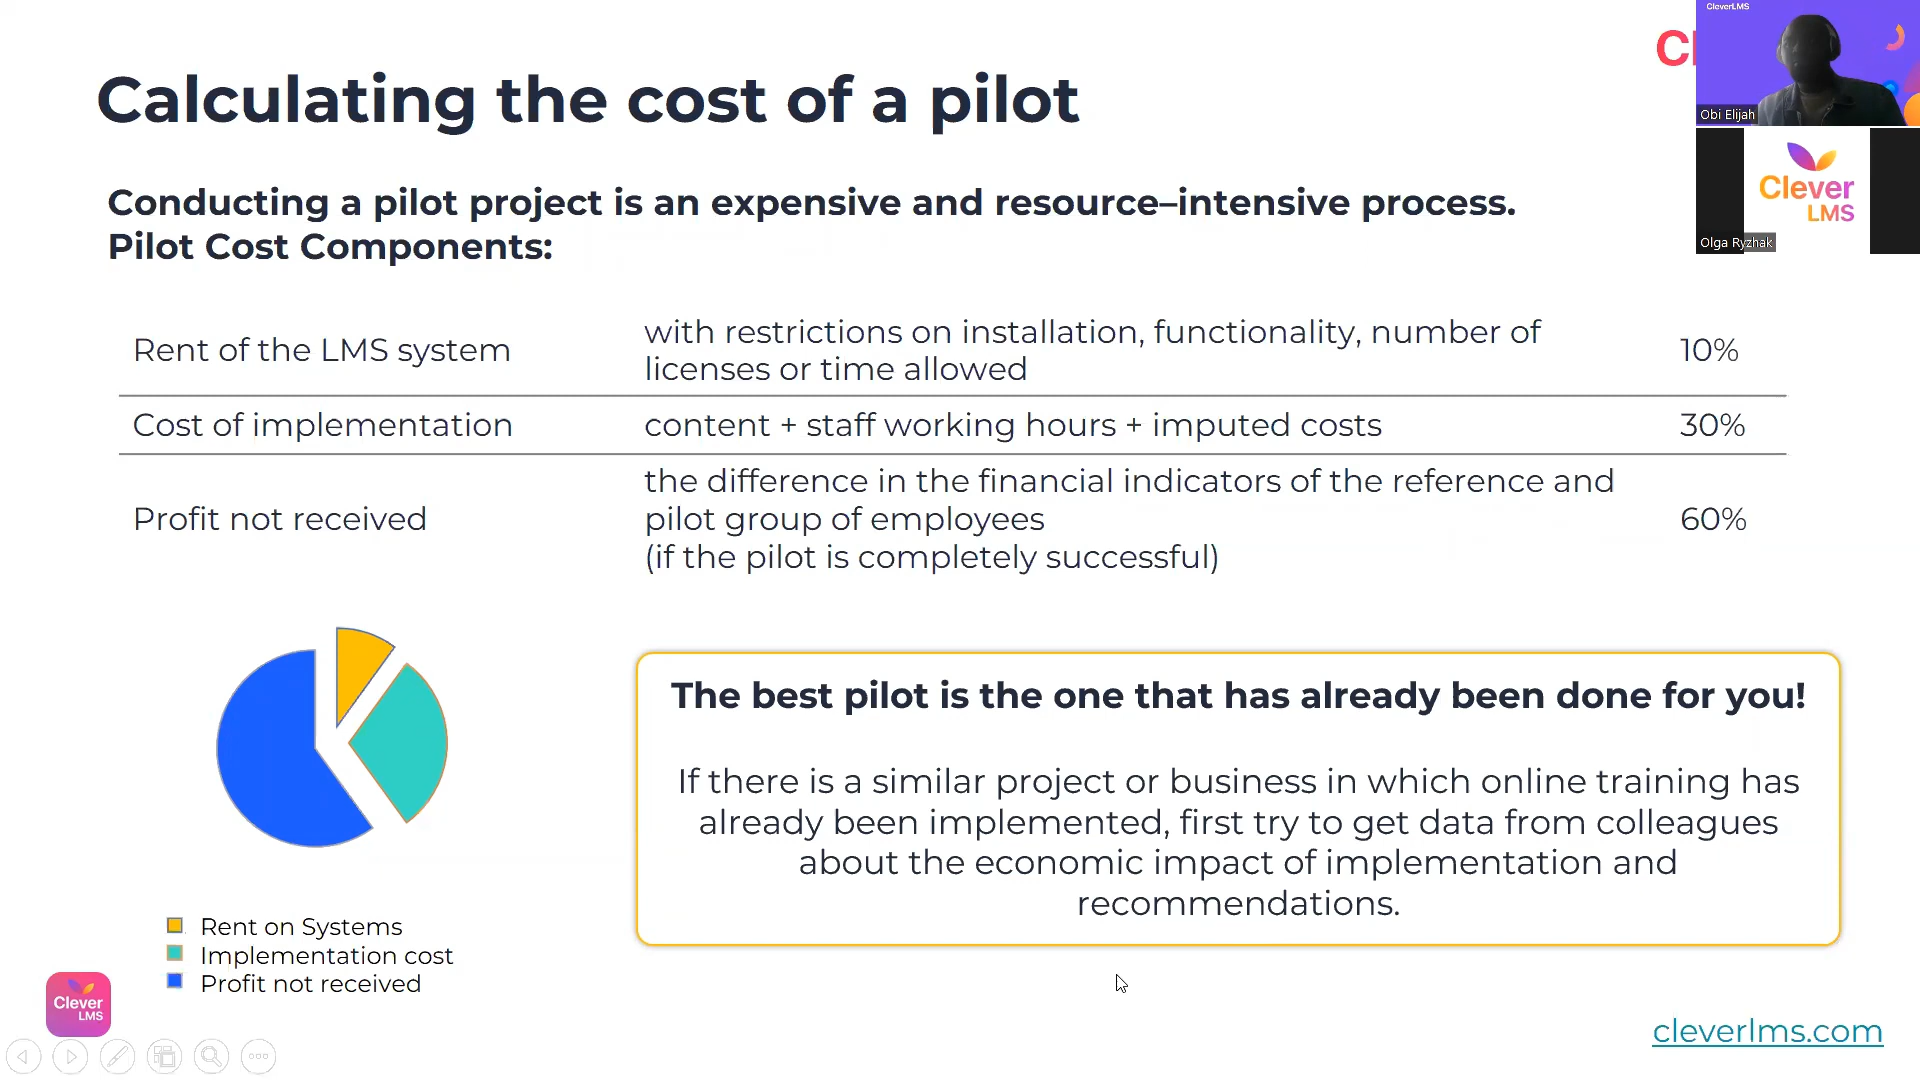 CleverLMS
Cl
Obi Elijah
Clever
LMS
Olga Ryzhak
Calculating the cost of a pilot
Conducting a pilot project is an expensive and resource–intensive process.
Pilot Cost Components:
Rent of the LMS system
with restrictions on installation, functionality, number of
licenses or time allowed
10%
Cost of implementation
content + staff working hours + imputed costs
30%
Profit not received
the difference in the financial indicators of the reference and
pilot group of employees
(if the pilot is completely successful)
60%
Rent on Systems
Implementation cost
Profit not received
The best pilot is the one that has already been done for you!
If there is a similar project or business in which online training has
already been implemented, first try to get data from colleagues
about the economic impact of implementation and
recommendations.
Clever
LMS
cleverlms.com